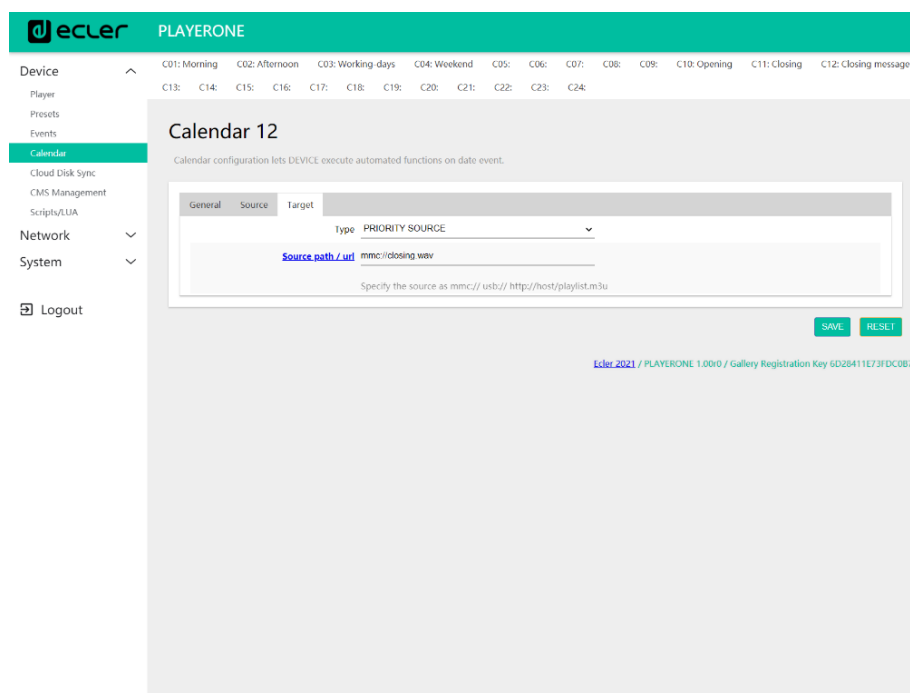 ecler PLAYERONE
Device
Player
Presets
Events
Calendar
Cloud Disk Sync
CMS Management
Scripts/LUA
Network
System
Logout
C01: Morning C02: Afternoon C03: Working-days C04: Weekend C05: C06: C07: C08: C09: C10: Opening C11: Closing C12: Closing message
C13: C14: C15: C16: C17: C18: C19: C20: C21: C22: C23: C24:
Calendar 12
Calendar configuration lets DEVICE execute automated functions on date event.
General Source Target
Type PRIORITY SOURCE
Source path / url mmc://closing.wav
Specify the source as mmc:// usb:// http://host/playlist.m3u
SAVE RESET
Ecler 2021 / PLAYERONE 1.00r0 / Gallery Registration Key 6D28411E73FDC0B7